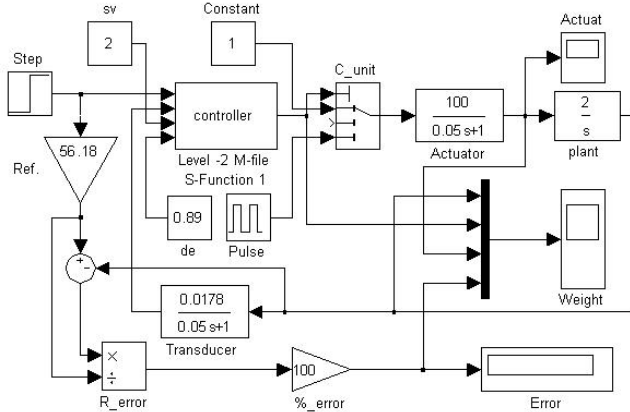 sv
Constant
Actuat
2
1
Step
C_unit
controller
100
0.05 s+1
2
s
Level -2 M-file
S-Function 1
Actuator
plant
56.18
Ref.
0.89
de
Pulse
+
-
0.0178
0.05 s+1
Transducer
Weight
×
÷
R_error
100
%_error
Error